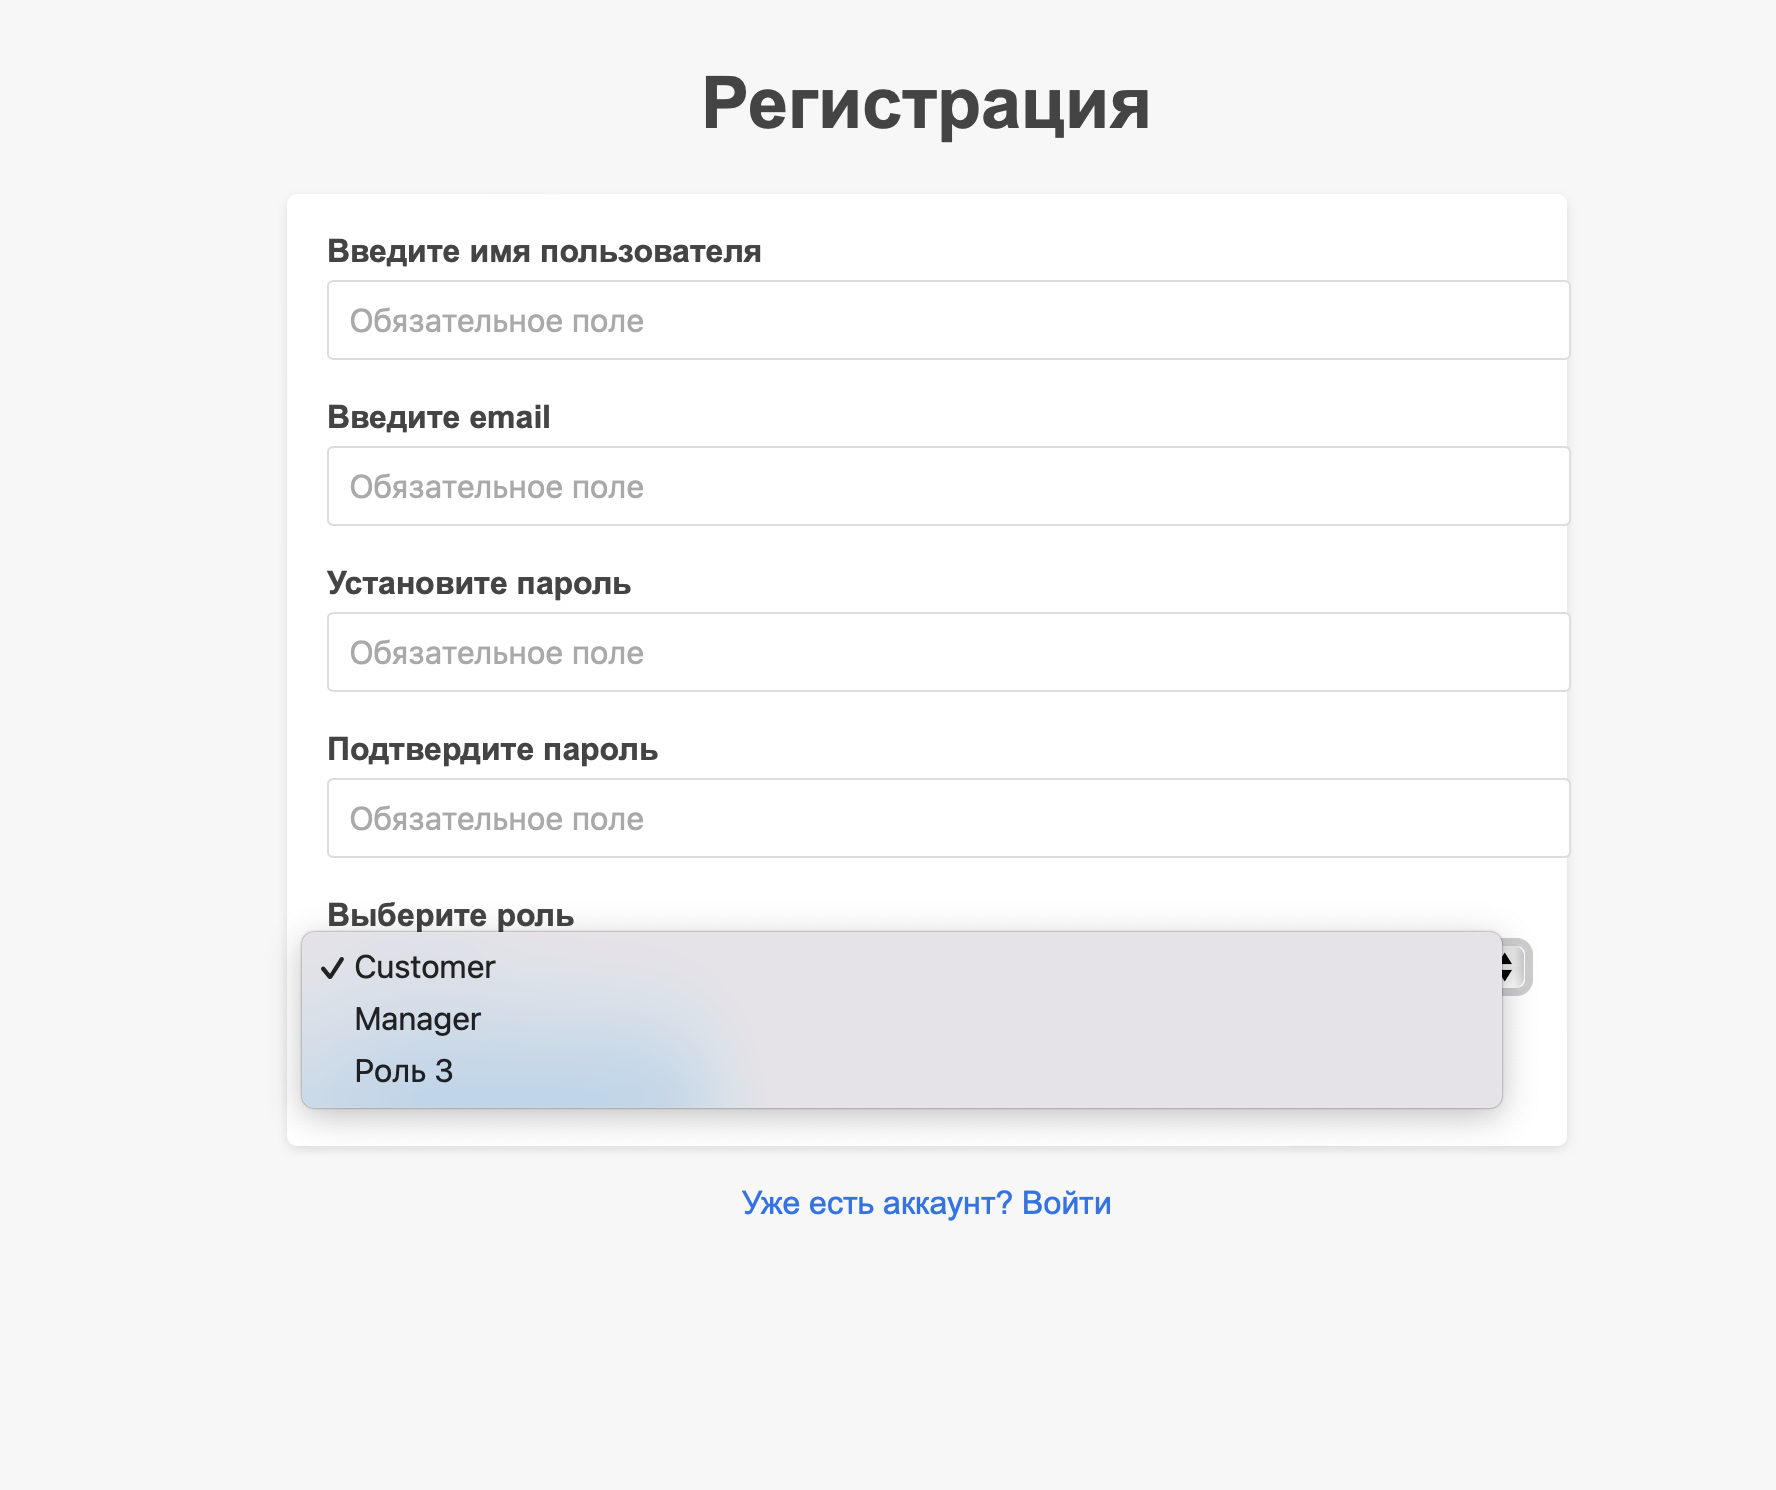 Регистрация
Введите имя пользователя
Обязательное поле
Введите email
Обязательное поле
Установите пароль
Обязательное поле
Подтвердите пароль
Обязательное поле
Выберите роль
Customer
Manager
Роль 3
Уже есть аккаунт? Войти